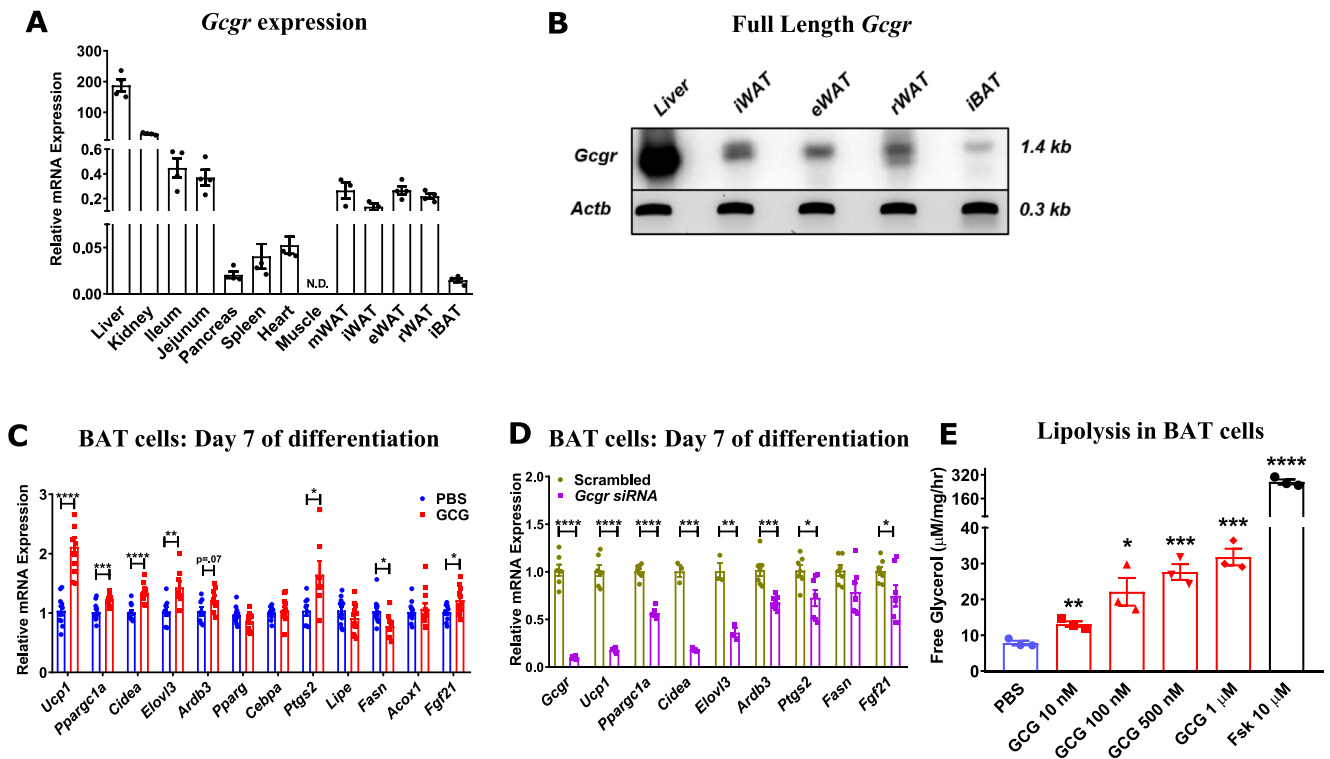 A
Gcgr expression
Relative mRNA Expression
300
200
100
0.6
0.4
0.2
0.05
0.00
N.D.
Liver
Kidney
Ileum
Jejunum
Pancreas
Spleen
Heart
Muscle
mWAT
iWAT
eWAT
rWAT
iBAT
B
Full Length Gcgr
Liver
iWAT
eWAT
rWAT
iBAT
Gcgr
1.4 kb
Actb
0.3 kb
C
BAT cells: Day 7 of differentiation
Relative mRNA Expression
3
2
1
0
PBS
GCG
****
***
****
**
p=.07
*
*
*
Ucp1
Ppargc1a
Cidea
Elovl3
Ardb3
Pparg
Cebpa
Ptgs2
Lipe
Fasn
Acox1
Fgf21
D
BAT cells: Day 7 of differentiation
Relative mRNA Expression
2.0
1.5
1.0
0.5
0.0
Scrambled
Gcgr siRNA
****
****
****
***
**
***
*
*
Gcgr
Ucp1
Ppargc1a
Cidea
Elovl3
Ardb3
Ptgs2
Fasn
Fgf21
E
Lipolysis in BAT cells
Free Glycerol (μM/mg/hr)
320
160
40
30
20
10
0
**
*
***
***
****
PBS
GCG 10 nM
GCG 100 nM
GCG 500 nM
GCG 1 μM
Fsk 10 μM